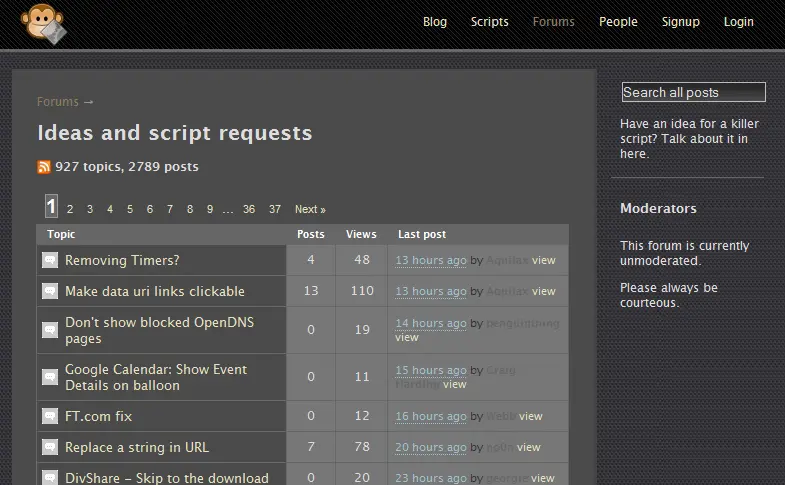 Blog Scripts Forums People Signup Login
Forums →
Ideas and script requests
927 topics, 2789 posts
1 2 3 4 5 6 7 8 9 ... 36 37 Next »
Topic Posts Views Last post
Removing Timers? 4 48 13 hours ago by Aquilax view
Make data uri links clickable 13 110 13 hours ago by Aquilax view
Don't show blocked OpenDNS 0 19 14 hours ago by
pages view
Google Calendar: Show Event 0 11 15 hours ago by Craig
Details on balloon view
FT.com fix 0 12 16 hours ago by view
Replace a string in URL 7 78 20 hours ago by view
DivShare - Skip to the download 0 20 23 hours ago by view
Search all posts
Have an idea for a killer
script? Talk about it in
here.
Moderators
This forum is currently
unmoderated.
Please always be
courteous.